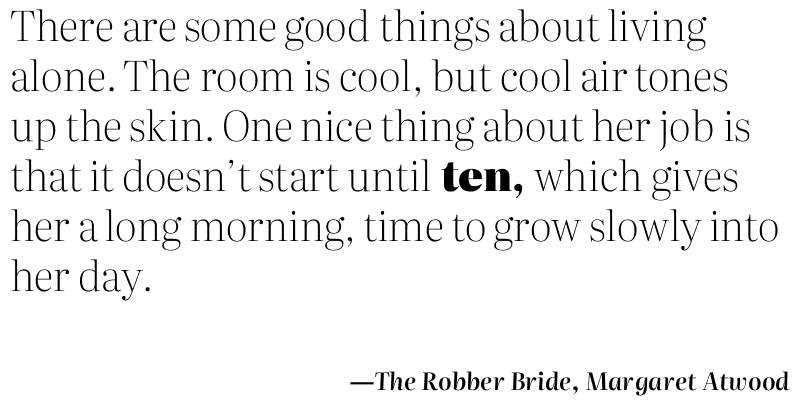 There are some good things about living
alone. The room is cool, but cool air tones
up the skin. One nice thing about her job is
that it doesn’t start until ten, which gives
her a long morning, time to grow slowly into
her day.
—The Robber Bride, Margaret Atwood